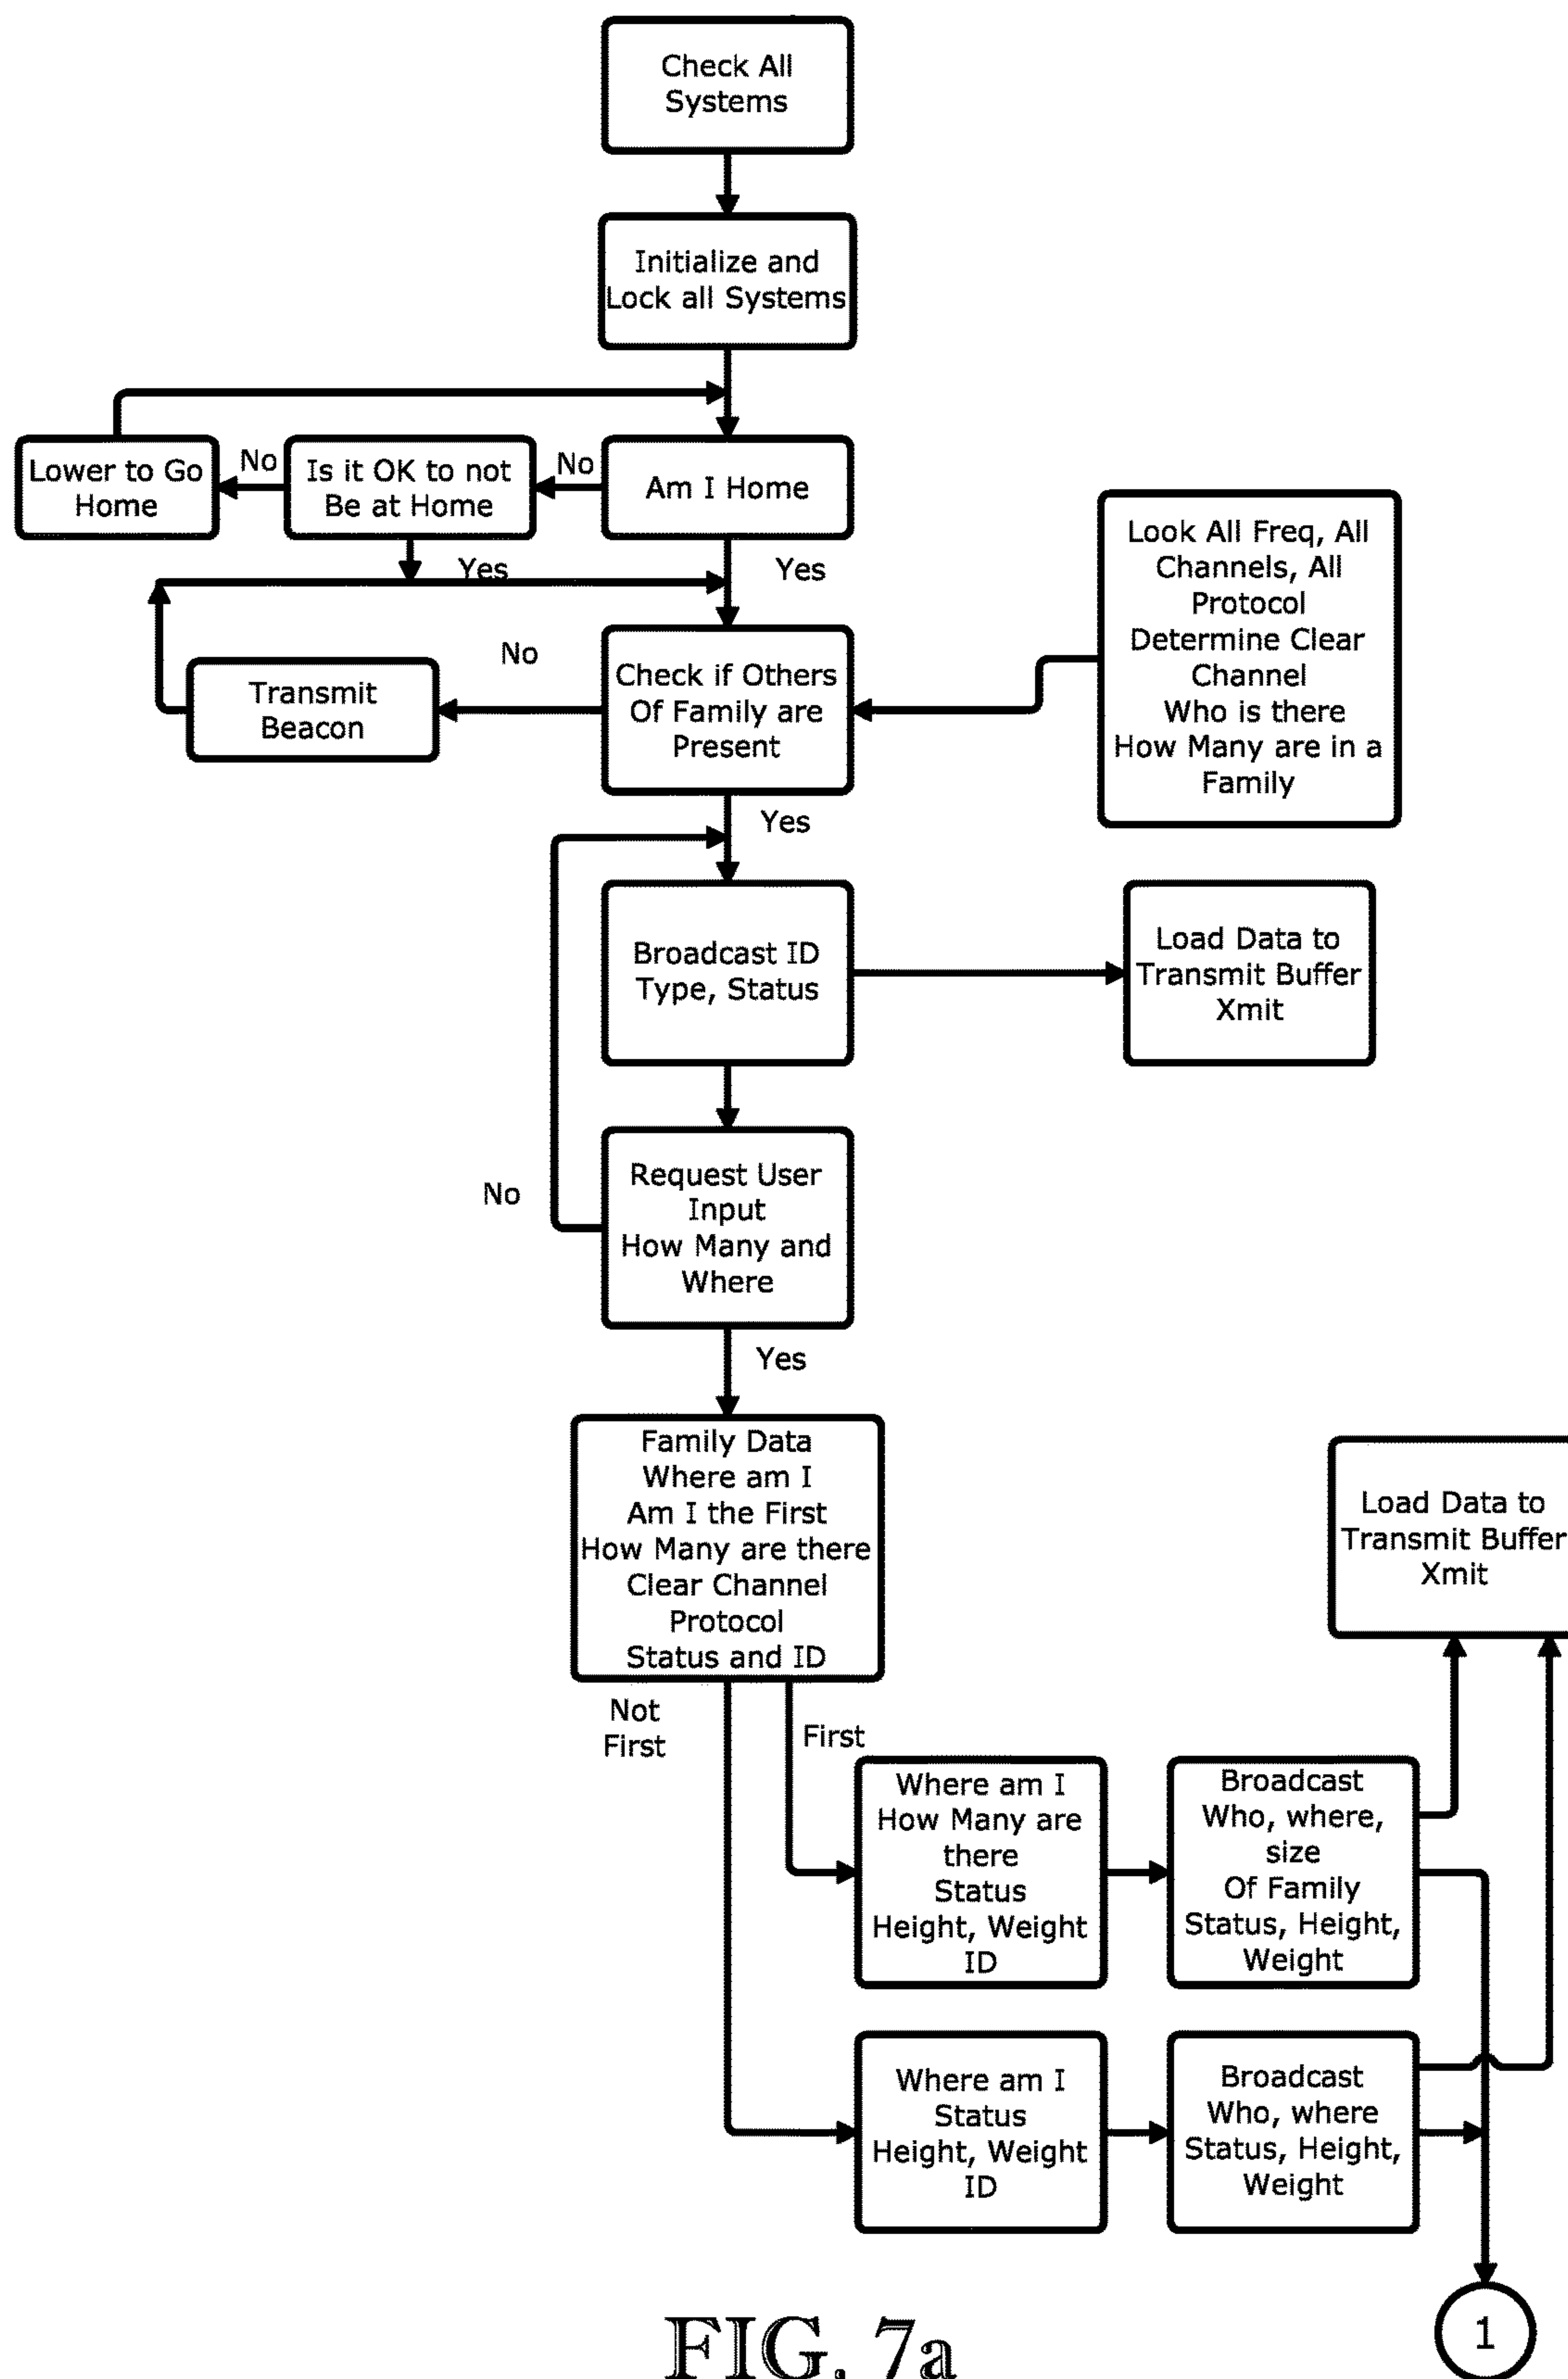 Check All
Systems
Initialize and
Lock all Systems
Lower to Go
Home
No
Is it OK to not
Be at Home
No
Am I Home
Yes
Yes
Look All Freq, All
Channels, All
Protocol
Determine Clear
Channel
Who is there
How Many are in a
Family
No
Transmit
Beacon
Check if Others
Of Family are
Present
Yes
Broadcast ID
Type, Status
Load Data to
Transmit Buffer
Xmit
No
Request User
Input
How Many and
Where
Yes
Family Data
Where am I
Am I the First
How Many are there
Clear Channel
Protocol
Status and ID
Load Data to
Transmit Buffer
Xmit
Not
First
First
Where am I
How Many are
there
Status
Height, Weight
ID
Broadcast
Who, where,
size
Of Family
Status, Height,
Weight
Where am I
Status
Height, Weight
ID
Broadcast
Who, where
Status, Height,
Weight
1
FIG. 7a